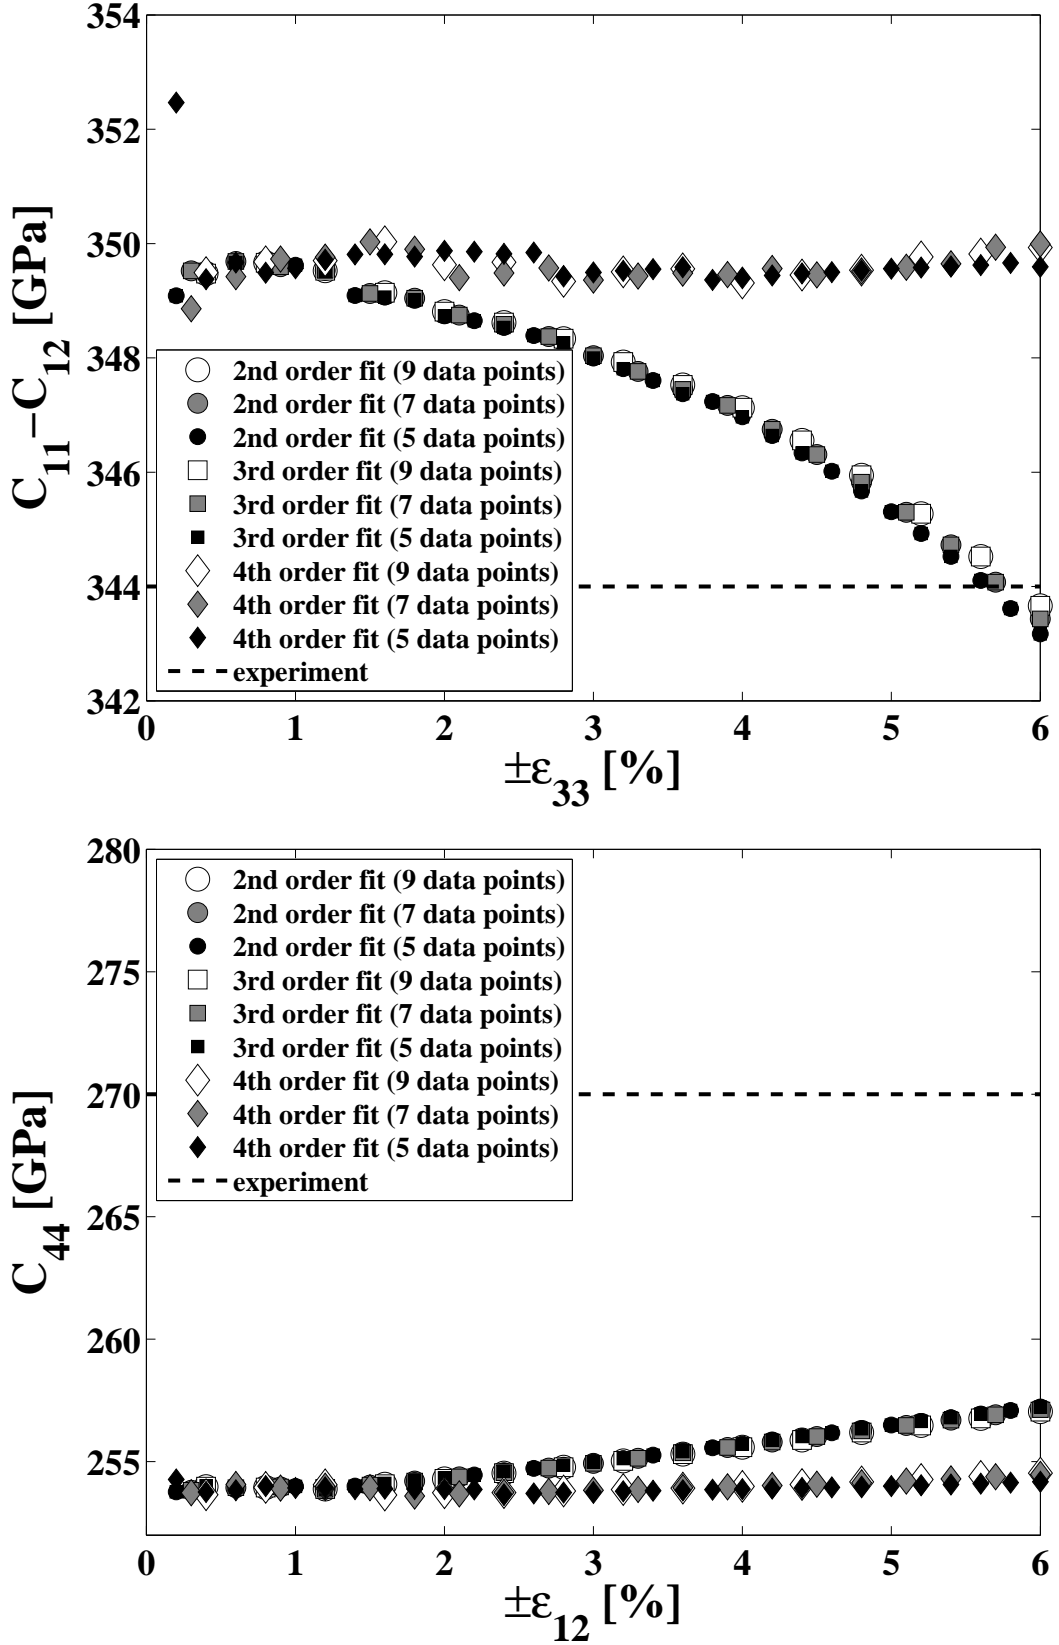 354
352
350
348
346
344
342
C11−C12 [GPa]
2nd order fit (9 data points)
2nd order fit (7 data points)
2nd order fit (5 data points)
3rd order fit (9 data points)
3rd order fit (7 data points)
3rd order fit (5 data points)
4th order fit (9 data points)
4th order fit (7 data points)
4th order fit (5 data points)
experiment
0 1 2 3 4 5 6
±ε33 [%]
280
275
270
265
260
255
C44 [GPa]
2nd order fit (9 data points)
2nd order fit (7 data points)
2nd order fit (5 data points)
3rd order fit (9 data points)
3rd order fit (7 data points)
3rd order fit (5 data points)
4th order fit (9 data points)
4th order fit (7 data points)
4th order fit (5 data points)
experiment
0 1 2 3 4 5 6
±ε12 [%]